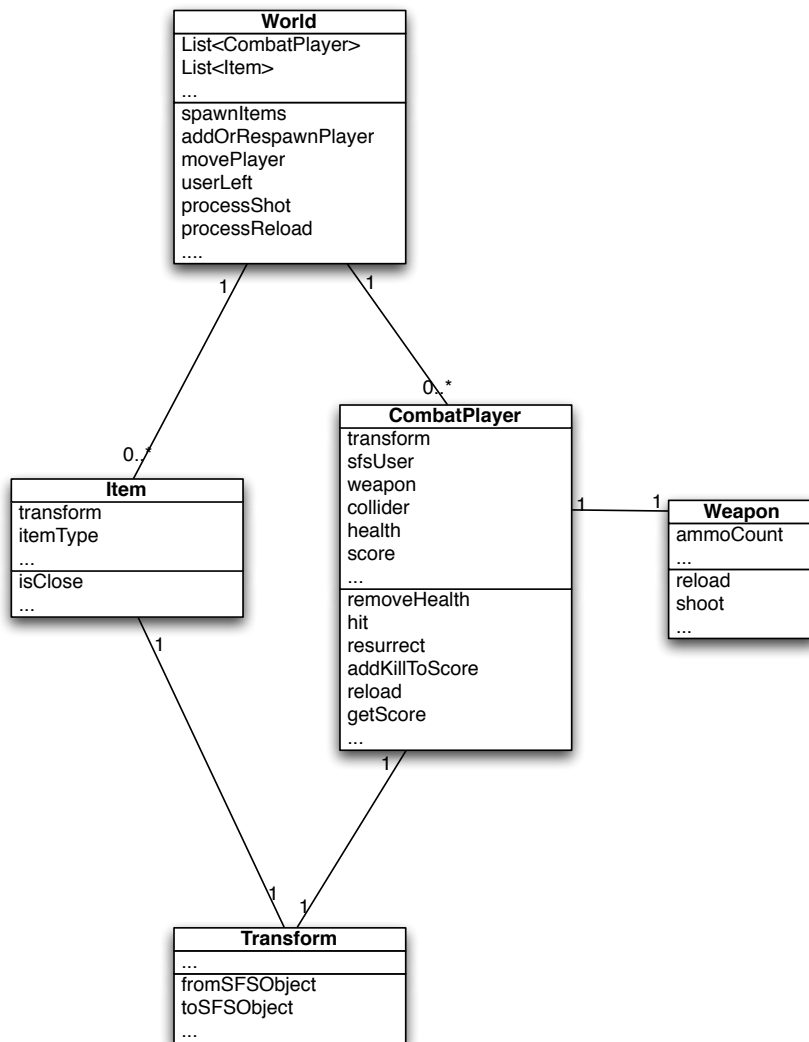 World
List<CombatPlayer>
List<Item>
...
spawnItems
addOrRespawnPlayer
movePlayer
userLeft
processShot
processReload
....
1
1
0..*
0..*
CombatPlayer
transform
sfsUser
weapon
collider
health
score
...
removeHealth
hit
resurrect
addKillToScore
reload
getScore
...
Item
transform
itemType
...
isClose
...
1
1
Weapon
ammoCount
...
reload
shoot
...
1
1
1
1
Transform
...
fromSFSObject
toSFSObject
...